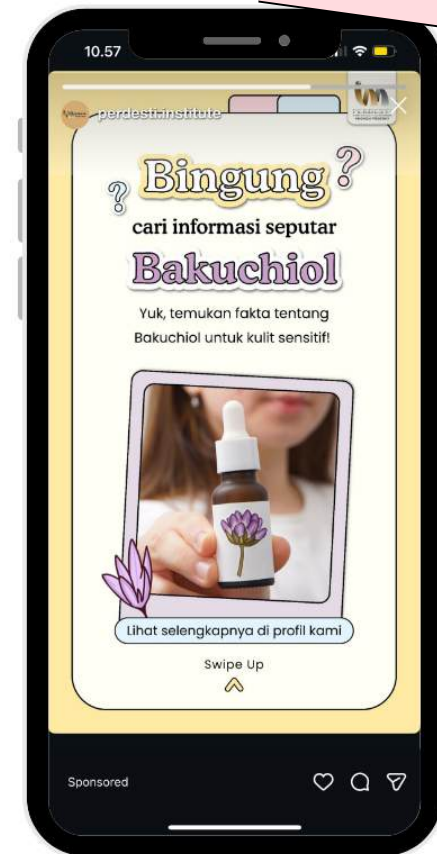 10.57
perdesti.institute
? Bingung ?
cari informasi seputar
Bakuchiol
Yuk, temukan fakta tentang
Bakuchiol untuk kulit sensitif!
Lihat selengkapnya di profil kami
Swipe Up
Sponsored